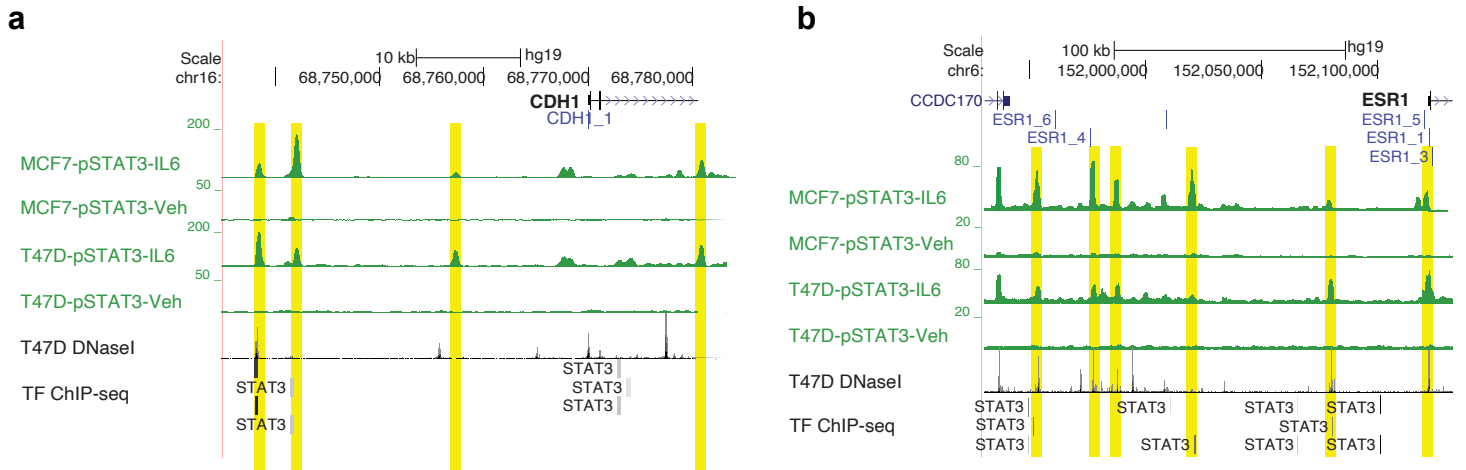 a
Scale
10 kb
hg19
chr16:
68,750,000
68,760,000
68,770,000
68,780,000
CDH1
CDH1_1
200
MCF7-pSTAT3-IL6
50
MCF7-pSTAT3-Veh
200
T47D-pSTAT3-IL6
50
T47D-pSTAT3-Veh
T47D DNaseI
STAT3
TF ChIP-seq
STAT3
STAT3
STAT3
STAT3
b
Scale
100 kb
hg19
chr6:
152,000,000
152,050,000
152,100,000
CCDC170
ESR1
ESR1_6
ESR1_5
ESR1_4
ESR1_1
ESR1_3
80
MCF7-pSTAT3-IL6
20
MCF7-pSTAT3-Veh
80
T47D-pSTAT3-IL6
20
T47D-pSTAT3-Veh
T47D DNaseI
STAT3 STAT3 STAT3 STAT3
TF ChIP-seq
STAT3 STAT3
STAT3 STAT3 STAT3 STAT3